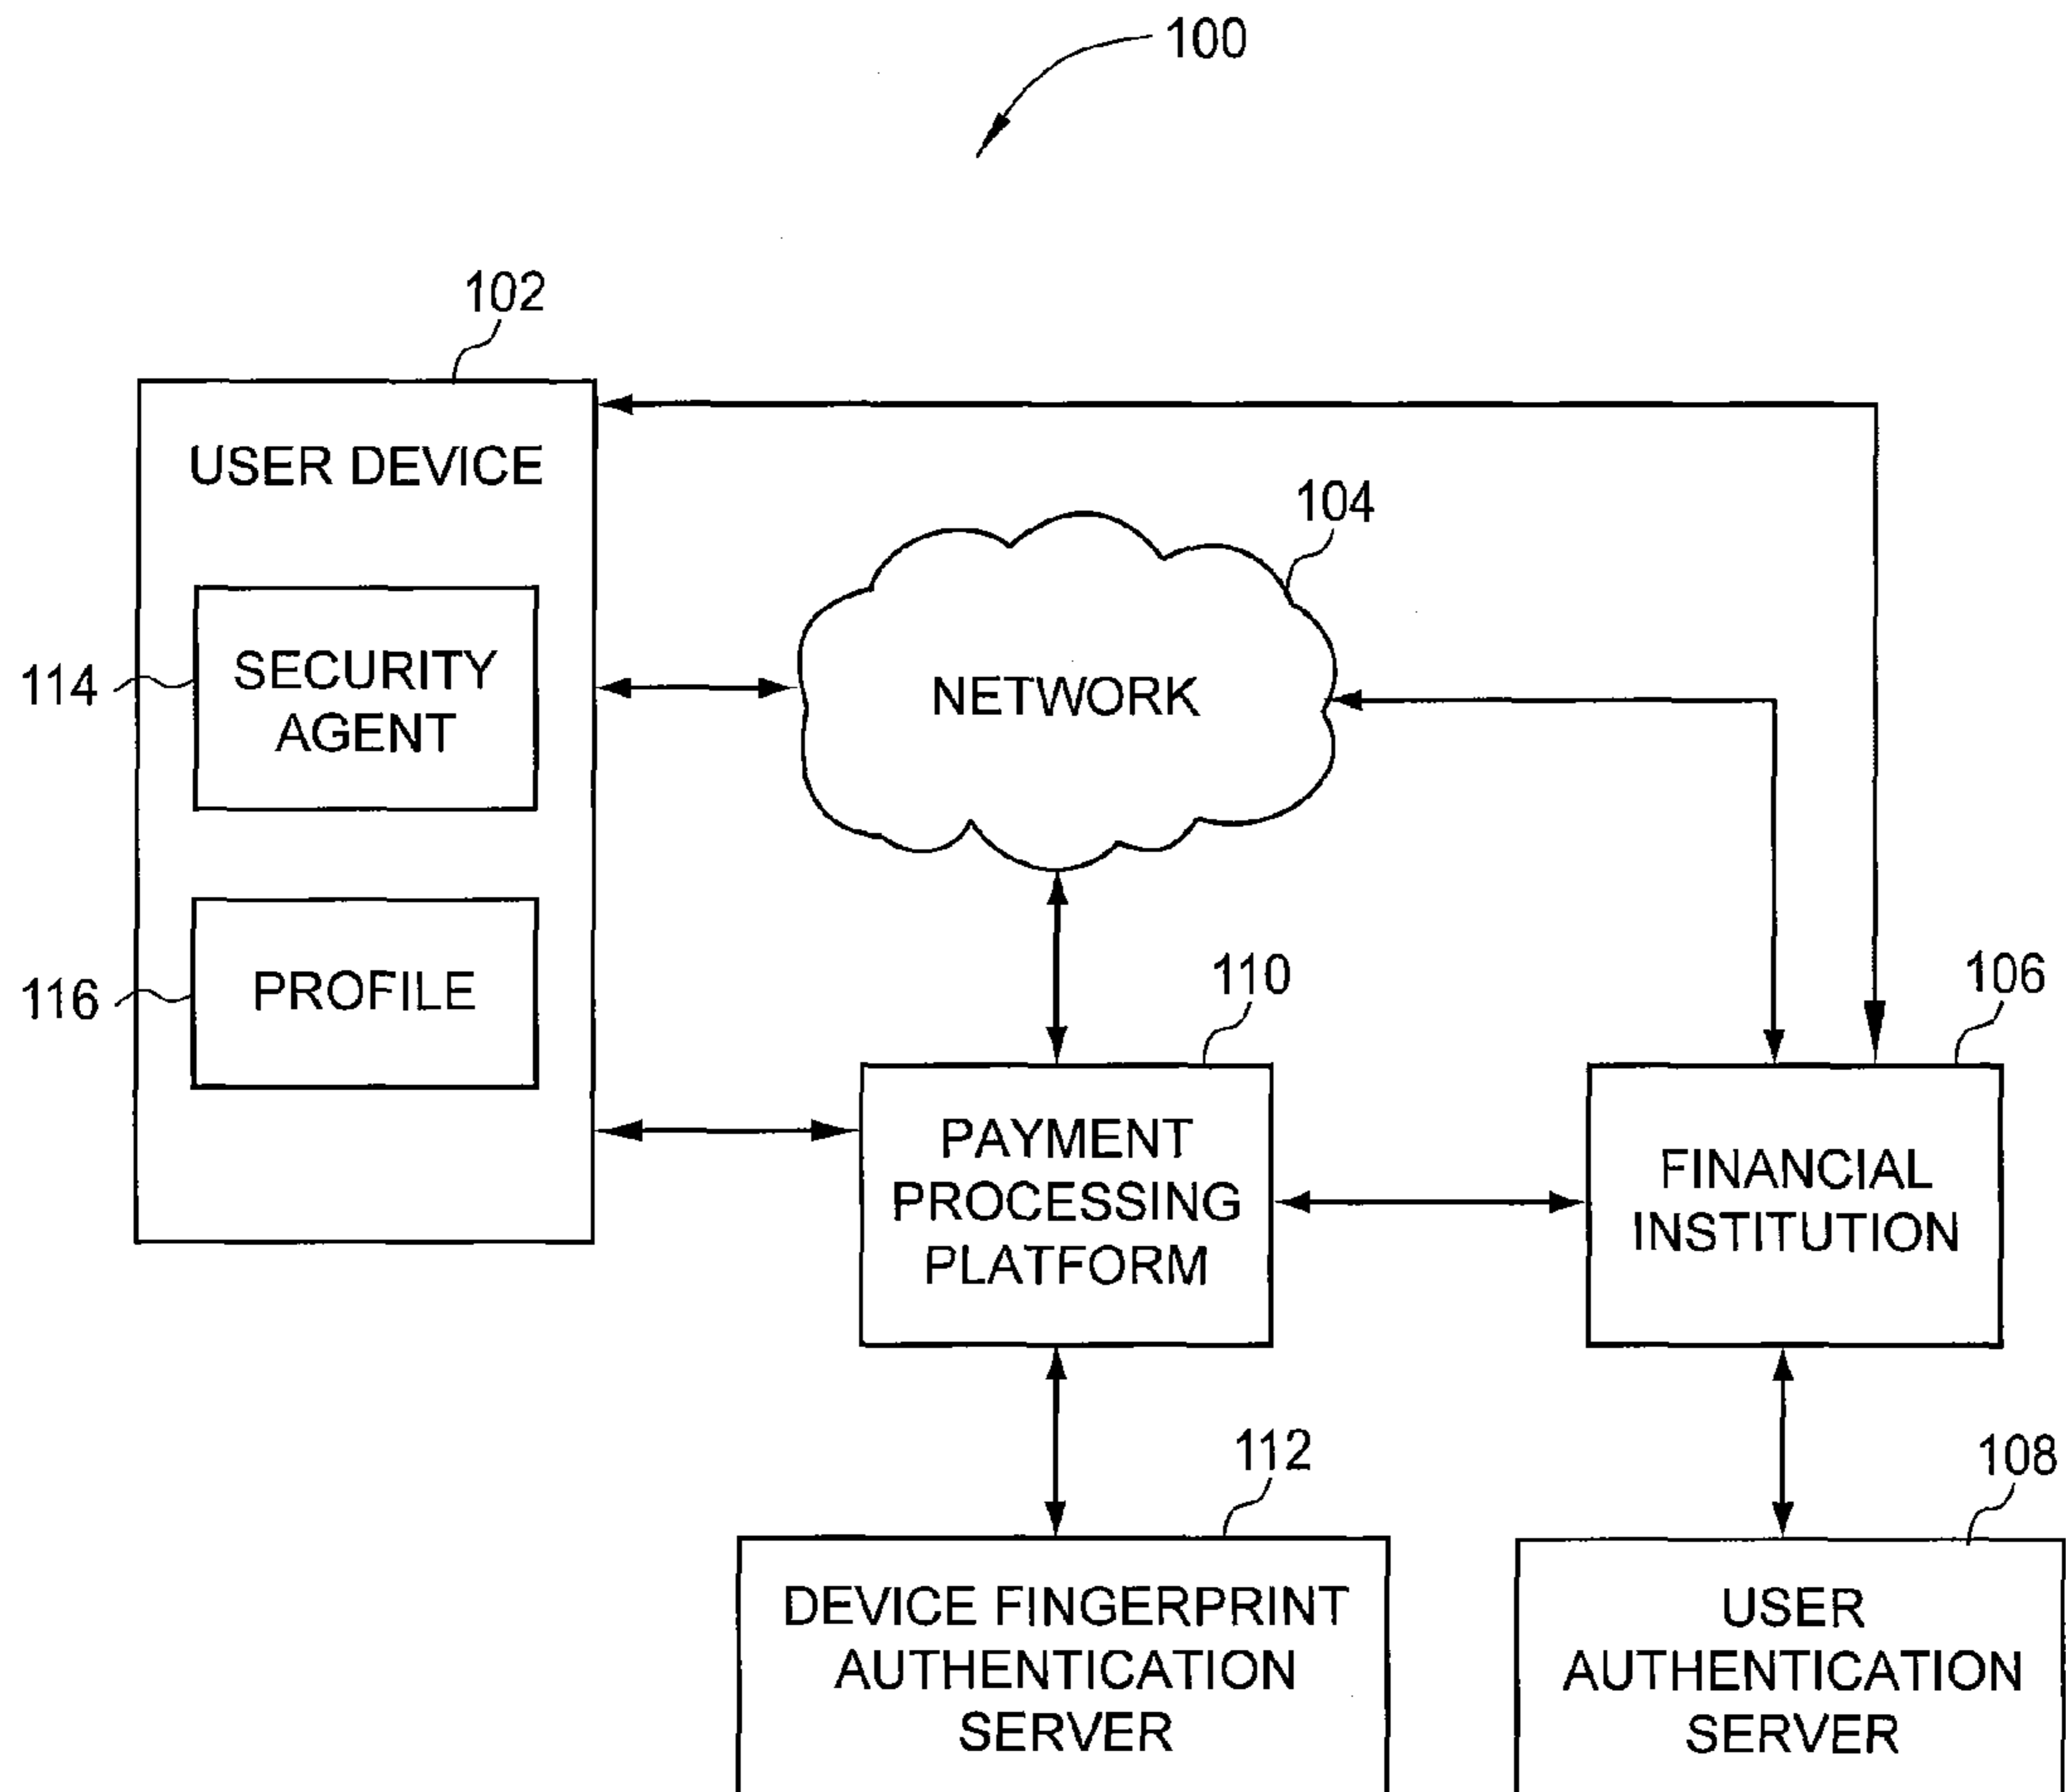 100
102
USER DEVICE
104
114
SECURITY
AGENT
NETWORK
116
PROFILE
110
106
PAYMENT
PROCESSING
PLATFORM
FINANCIAL
INSTITUTION
112
108
DEVICE FINGERPRINT
AUTHENTICATION
SERVER
USER
AUTHENTICATION
SERVER